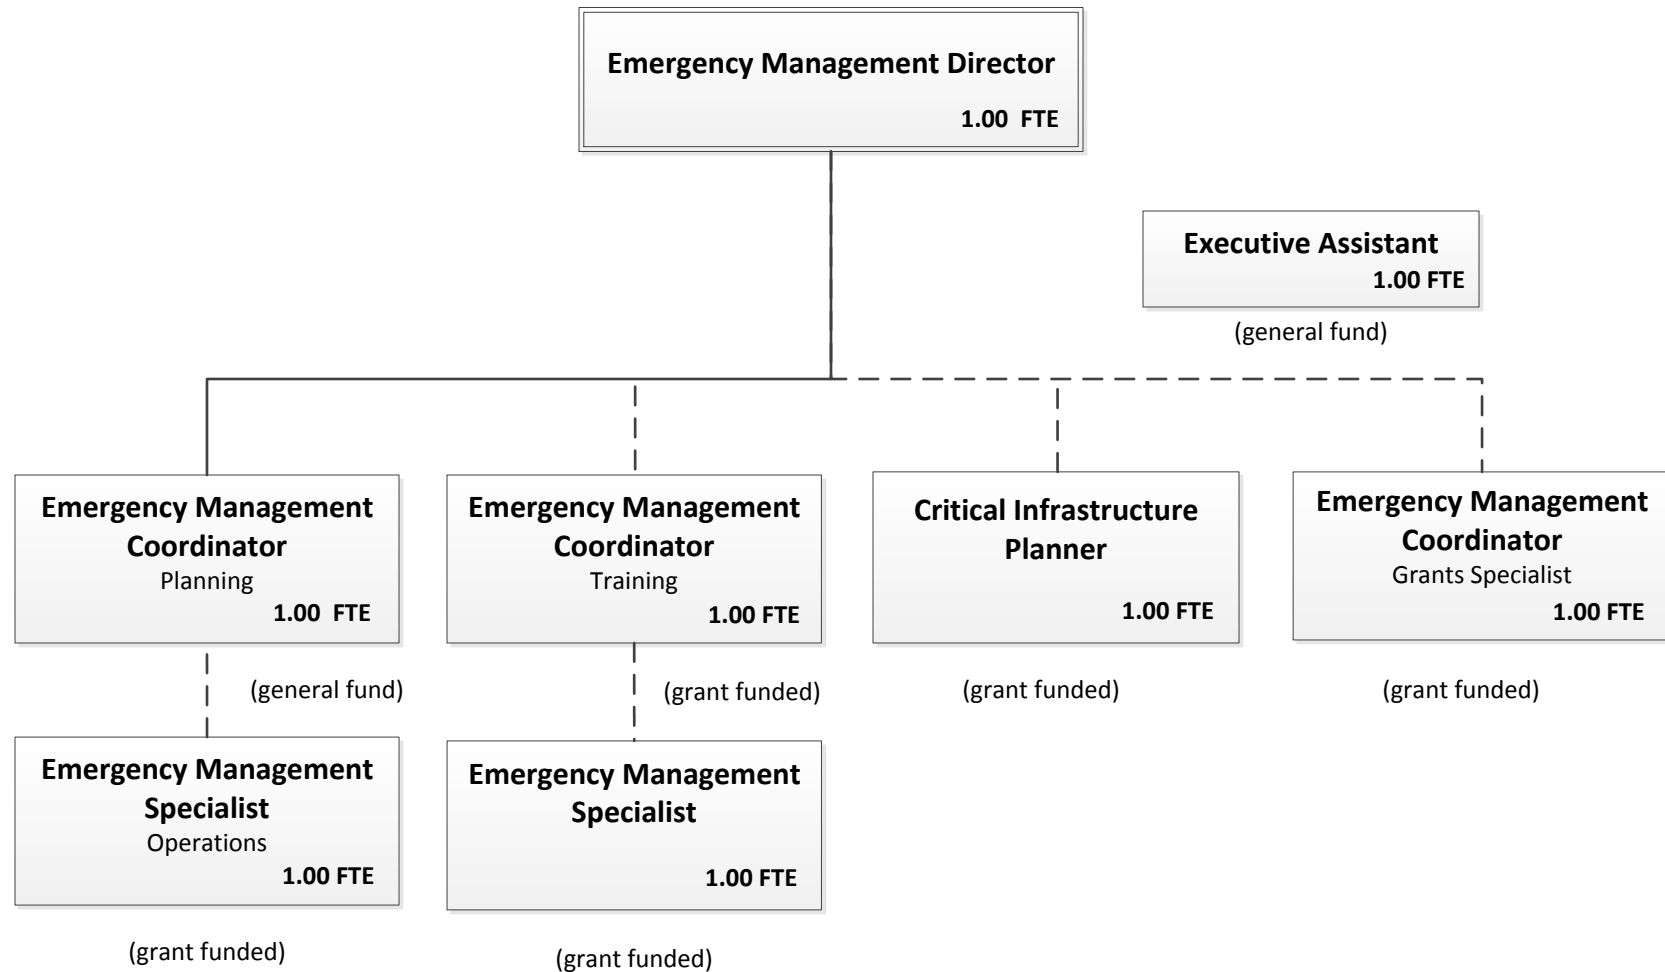 Emergency Management Director
1.00 FTE
Executive Assistant
1.00 FTE
(general fund)
Emergency Management
Coordinator
Planning
1.00 FTE
(general fund)
Emergency Management
Coordinator
Training
1.00 FTE
(grant funded)
Critical Infrastructure
Planner
1.00 FTE
(grant funded)
Emergency Management
Coordinator
Grants Specialist
1.00 FTE
(grant funded)
Emergency Management
Specialist
Operations
1.00 FTE
(grant funded)
Emergency Management
Specialist
1.00 FTE
(grant funded)